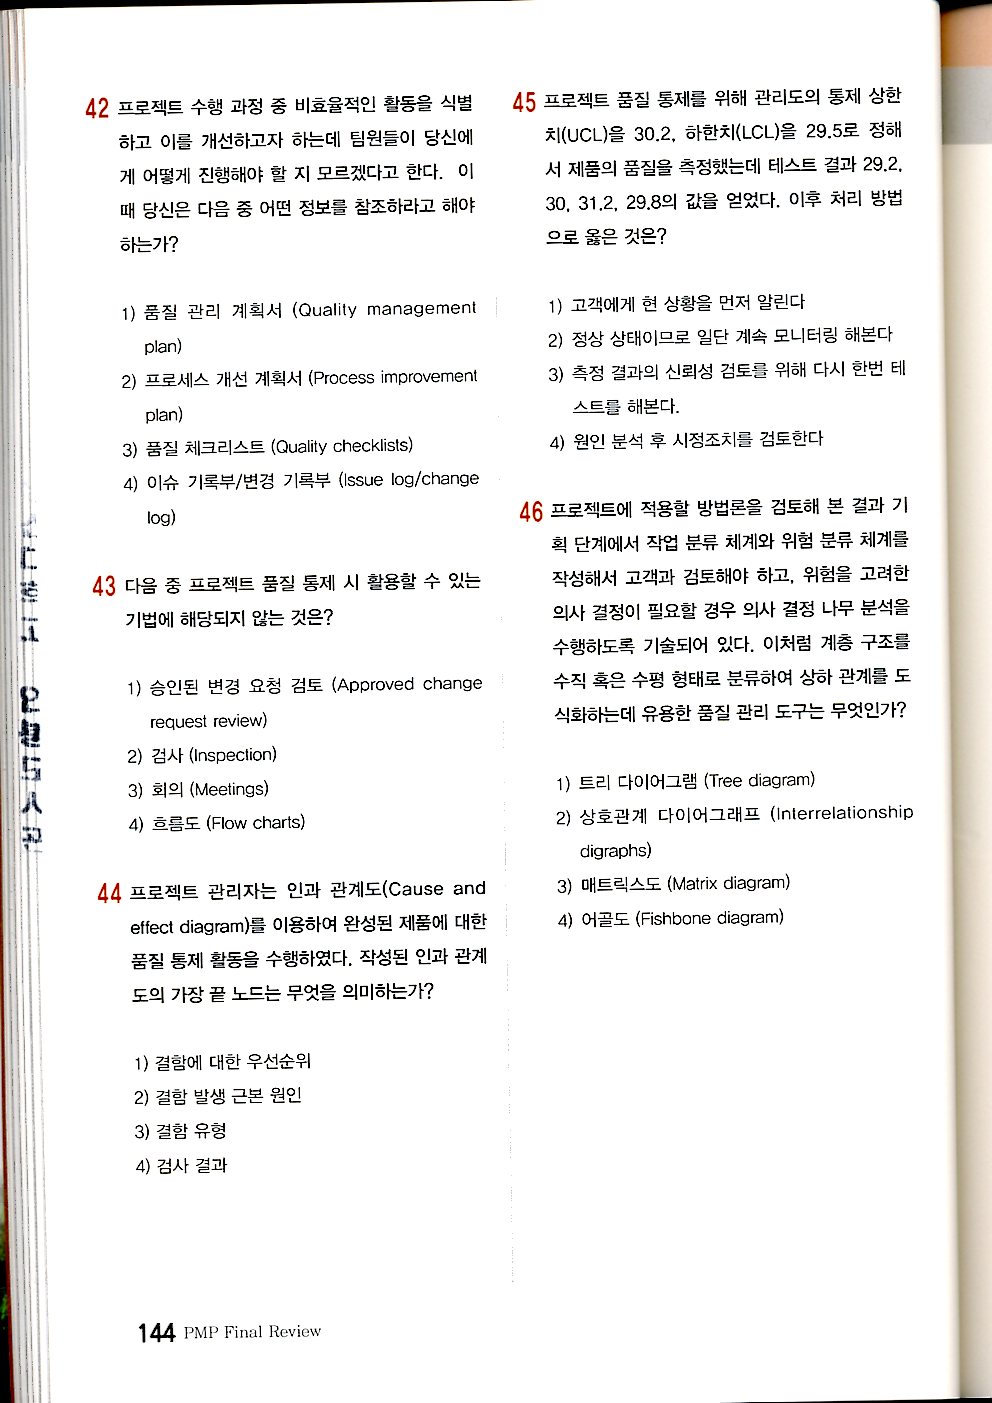 42 프로젝트 수행 과정 중 비효율적인 활동을 식별
하고 이를 개선하고자 하는데 팀원들이 당신에
게 어떻게 진행해야 할 지 모르겠다고 한다. 이
때 당신은 다음 중 어떤 정보를 참조하라고 해야
하는가?
1) 품질 관리 계획서 (Quality management
plan)
2) 프로세스 개선 계획서 (Process improvement
plan)
3) 품질 체크리스트 (Quality checklists)
4) 이슈 기록부/변경 기록부 (Issue log/change
log)
43 다음 중 프로젝트 품질 통제 시 활용할 수 있는
기법에 해당되지 않는 것은?
1) 승인된 변경 요청 검토 (Approved change
request review)
2) 검사 (Inspection)
3) 회의 (Meetings)
4) 흐름도 (Flow charts)
44 프로젝트 관리자는 인과 관계도(Cause and
effect diagram)를 이용하여 완성된 제품에 대한
품질 통제 활동을 수행하였다. 작성된 인과 관계
도의 가장 끝 노드는 무엇을 의미하는가?
1) 결함에 대한 우선순위
2) 결함 발생 근본 원인
3) 결함 유형
4) 검사 결과
45 프로젝트 품질 통제를 위해 관리도의 통제 상한
치(UCL)을 30.2, 하한치(LCL)을 29.5로 정해
서 제품의 품질을 측정했는데 테스트 결과 29.2,
30, 31.2, 29.8의 값을 얻었다. 이후 처리 방법
으로 옳은 것은?
1) 고객에게 현 상황을 먼저 알린다
2) 정상 상태이므로 일단 계속 모니터링 해본다
3) 측정 결과의 신뢰성 검토를 위해 다시 한번 테
스트를 해본다.
4) 원인 분석 후 시정조치를 검토한다
46 프로젝트에 적용할 방법론을 검토해 본 결과 기
획 단계에서 작업 분류 체계와 위험 분류 체계를
작성해서 고객과 검토해야 하고, 위험을 고려한
의사 결정이 필요할 경우 의사 결정 나무 분석을
수행하도록 기술되어 있다. 이처럼 계층 구조를
수직 혹은 수평 형태로 분류하여 상하 관계를 도
식화하는데 유용한 품질 관리 도구는 무엇인가?
1) 트리 다이어그램 (Tree diagram)
2) 상호관계 다이어그래프 (Interrelationship
digraphs)
3) 매트릭스도 (Matrix diagram)
4) 어골도 (Fishbone diagram)
144 PMP Final Review